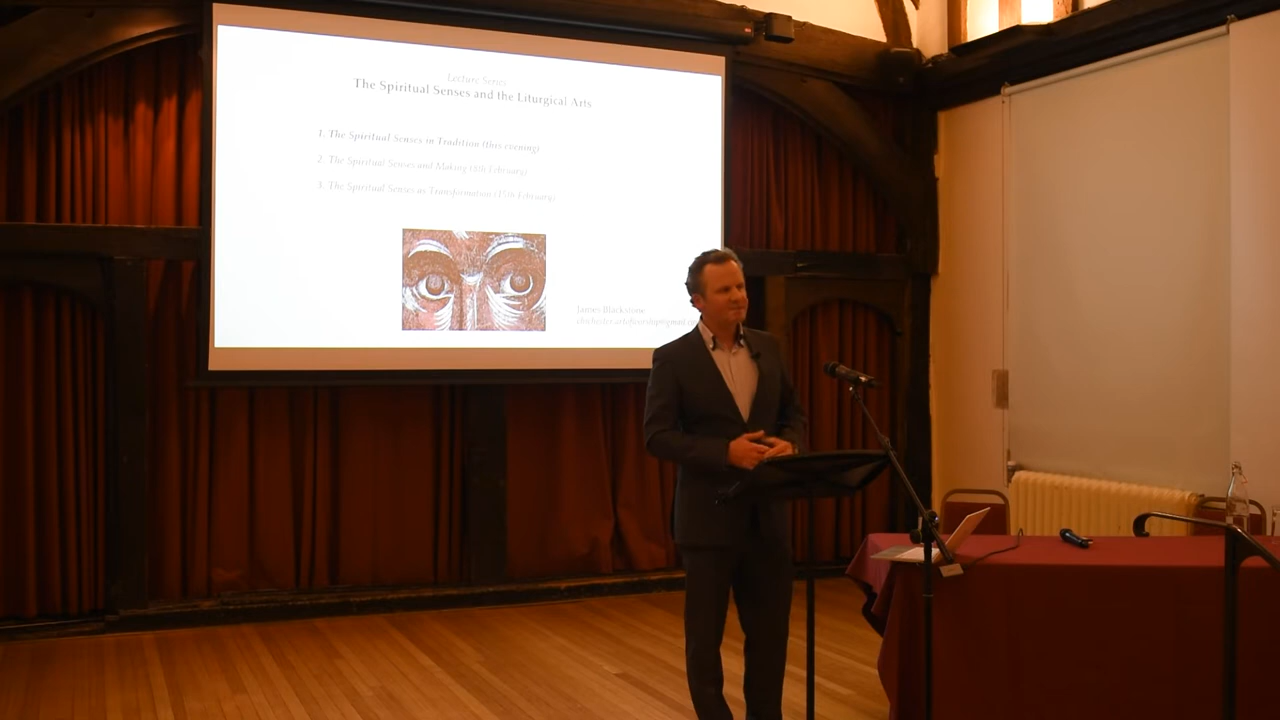 Lecture Series
The Spiritual Senses and the Liturgical Arts
1. The Spiritual Senses in Tradition (this evening)
2. The Spiritual Senses and Making (8th February)
3. The Spiritual Senses as Transformation (15th February)
James Blackstone